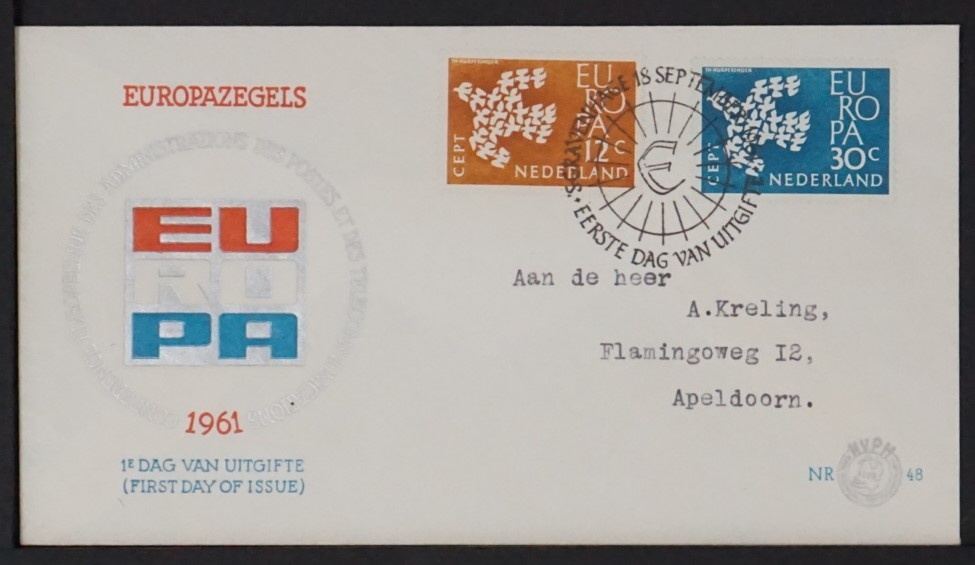 EUROPAZEGELS
EU
RO
PA
1961
1E DAG VAN UITGIFTE
(FIRST DAY OF ISSUE)
CEPT
EU
RO
PA
12C
NEDERLAND
CEPT
EU
RO
PA
30C
NEDERLAND
'S-GRAVENHAGE 18 SEPTEMBER
EERSTE DAG VAN UITGIFTE
E
Aan de heer
A.Kreling,
Flamingoweg I2,
Apeldoorn.
NR
NVPH
48